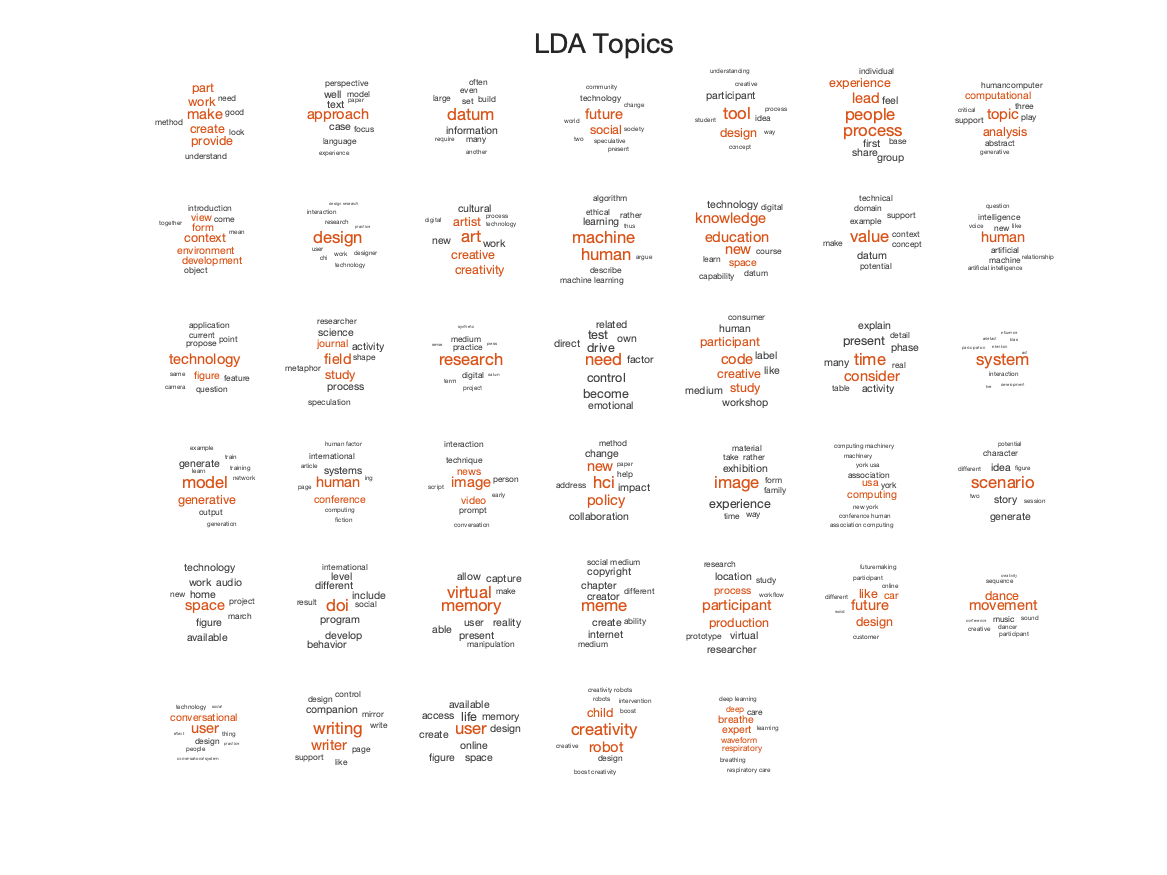 LDA Topics
part
work need
make good
method create look
provide
understand
perspective
well model
text paper
approach
case focus
language
experience
often
even
large set build
datum
information
require many
another
community
technology change
future
world social society
two speculative
present
understanding
creative
participant
tool process
student idea
design way
concept
individual
experience
lead feel
people
process
first base
share group
humancomputer
computational
critical three
support topic play
analysis
abstract
generative
introduction
together view come
form mean
context
environment
development
object
design research
interaction
research practice
design
user work designer
chi
technology
cultural
digital artist process
technology
new art work
creative
creativity
algorithm
ethical rather
learning thus
machine
human argue
describe
machine learning
technology digital
knowledge
education
new course
learn space
capability datum
technical
domain support
example
value context
make concept
datum
potential
question
intelligence
voice new like
human
artificial
machine relationship
artificial intelligence
application
current point
propose
technology
same figure feature
camera question
researcher
science
journal activity
field shape
metaphor study
process
speculation
medium
practice
research
digital
term
project
related
test own
direct drive
need factor
control
become
emotional
consumer
human
participant
code label
creative like
medium study
workshop
explain
present detail
phase
many time real
consider
table activity
system
interaction
development
example
generate train
learn training
model network
generative
output
generation
human factor
international
article systems
page human ing
conference
computing
fiction
interaction
technique
news
image person
script early
video
prompt
conversation
method
change
new paper
help
address hci impact
policy
collaboration
material
take rather
exhibition
image form
family
experience
time way
computing machinery
machinery
york usa
association
usa york
computing
new york
conference human
association computing
potential
character
different idea figure
scenario
two story session
generate
technology
work audio
new home
space project
figure march
available
international
level
different
include
result doi social
program
develop
behavior
allow capture
virtual make
memory
user reality
able present
manipulation
social medium
copyright
chapter
creator different
meme
create ability
internet
medium
research
location study
process workflow
participant
production
prototype virtual
researcher
futuremaking
participant
online
different like car
future
design
customer
creativity
sequence
dance
movement
conference music sound
creative dancer
participant
technology social
conversational
user
effect thing
design practice
people
conversational system
design control
companion mirror
write
writing
writer page
support like
available
access life memory
create user design
online
figure space
creativity robots
robots intervention
child boost
creativity
creative robot
design
boost creativity
deep learning
deep care
breathe
expert learning
waveform
respiratory
breathing
respiratory care